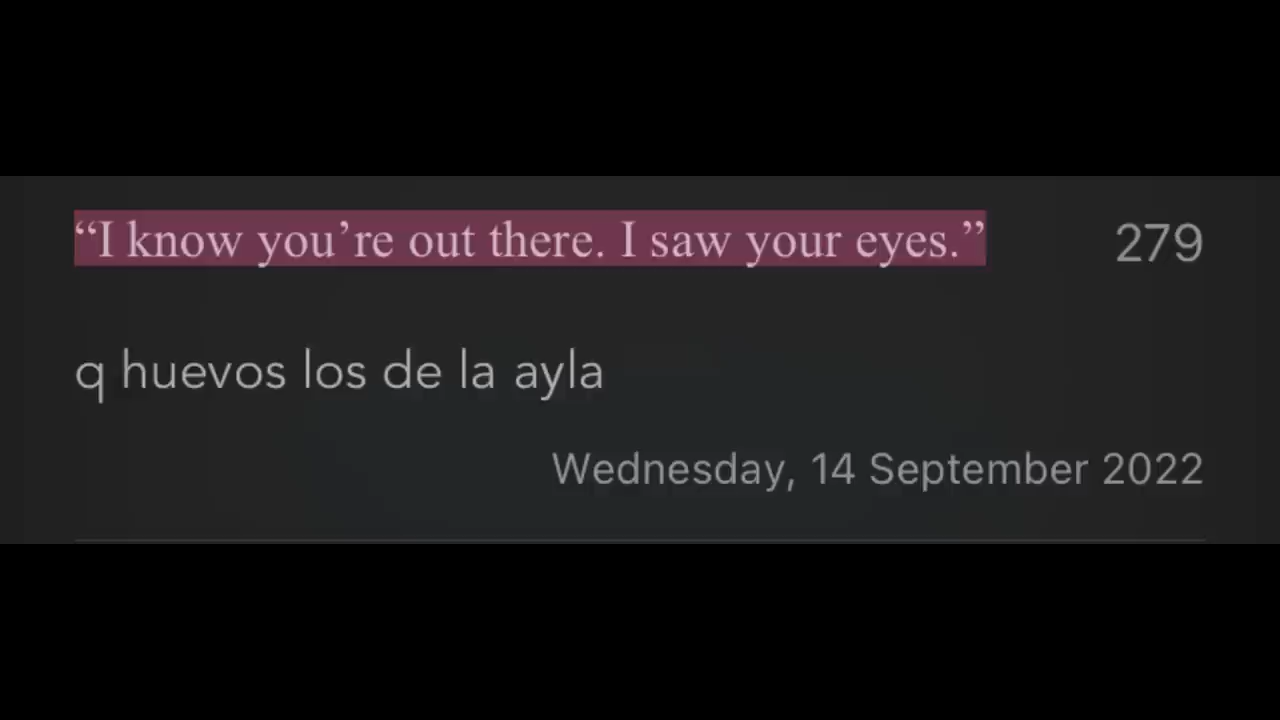 “I know you’re out there. I saw your eyes.” 279
q huevos los de la ayla
Wednesday, 14 September 2022